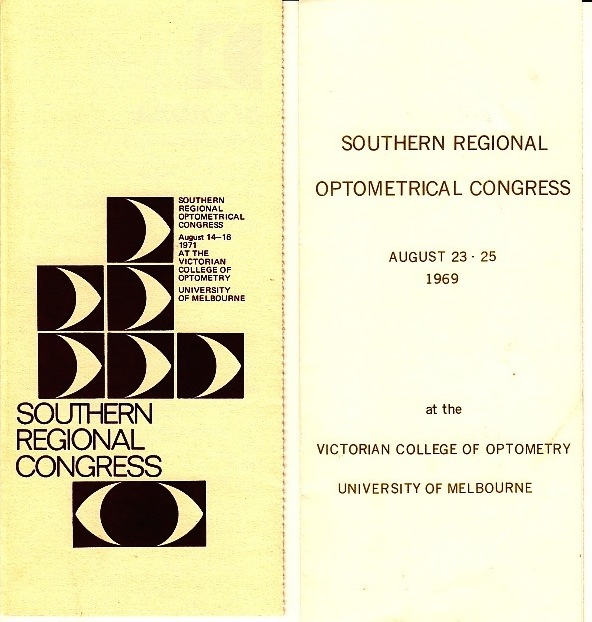 SOUTHERN
REGIONAL
OPTOMETRICAL
CONGRESS
August 14–16
1971
AT THE
VICTORIAN
COLLEGE OF
OPTOMETRY
UNIVERSITY
OF MELBOURNE
SOUTHERN
REGIONAL
CONGRESS
SOUTHERN REGIONAL
OPTOMETRICAL CONGRESS
AUGUST 23 - 25
1969
at the
VICTORIAN COLLEGE OF OPTOMETRY
UNIVERSITY OF MELBOURNE